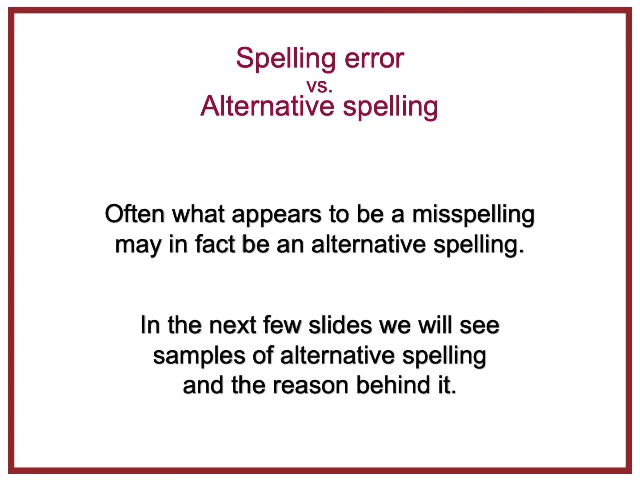 Spelling error
vs.
Alternative spelling
Often what appears to be a misspelling
may in fact be an alternative spelling.
In the next few slides we will see
samples of alternative spelling
and the reason behind it.